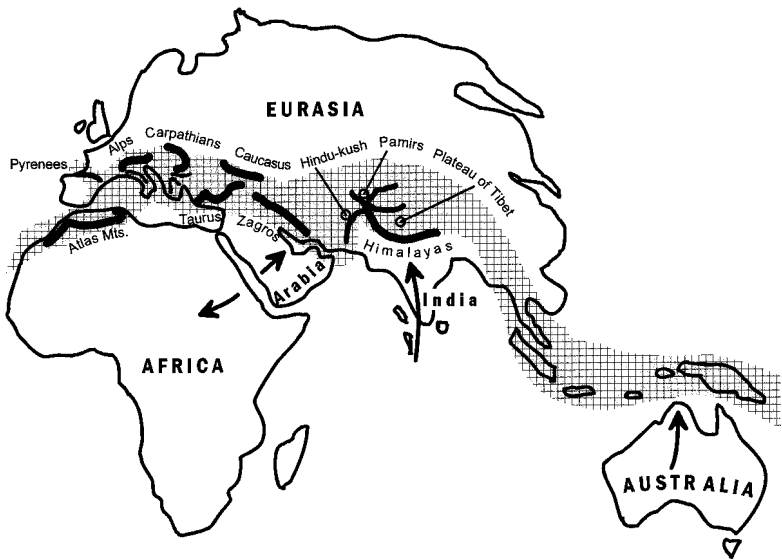 EURASIA
Alps
Carpathians
Caucasus
Hindu-kush
Pamirs
Plateau of Tibet
Pyrenees
Taurus
Zagros
Atlas Mts.
Himalayas
Arabia
India
AFRICA
AUSTRALIA